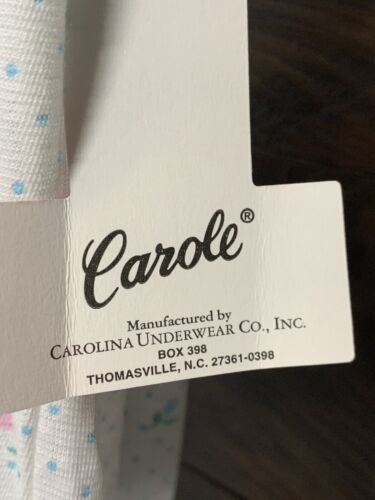 Carole®
Manufactured by
CAROLINA UNDERWEAR CO., INC.
BOX 398
THOMASVILLE, N.C. 27361-0398